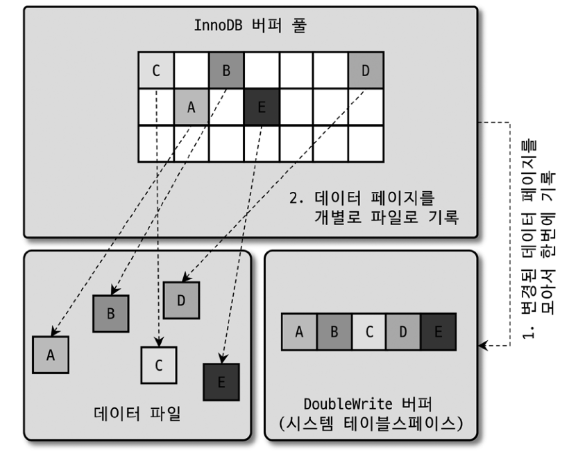 InnoDB 버퍼 풀
C B D
A E
2. 데이터 페이지를
개별로 파일로 기록
1. 변경된 데이터 페이지를
모아서 한번에 기록
D
B
A
C
E
데이터 파일
A B C D E
DoubleWrite 버퍼
(시스템 테이블스페이스)